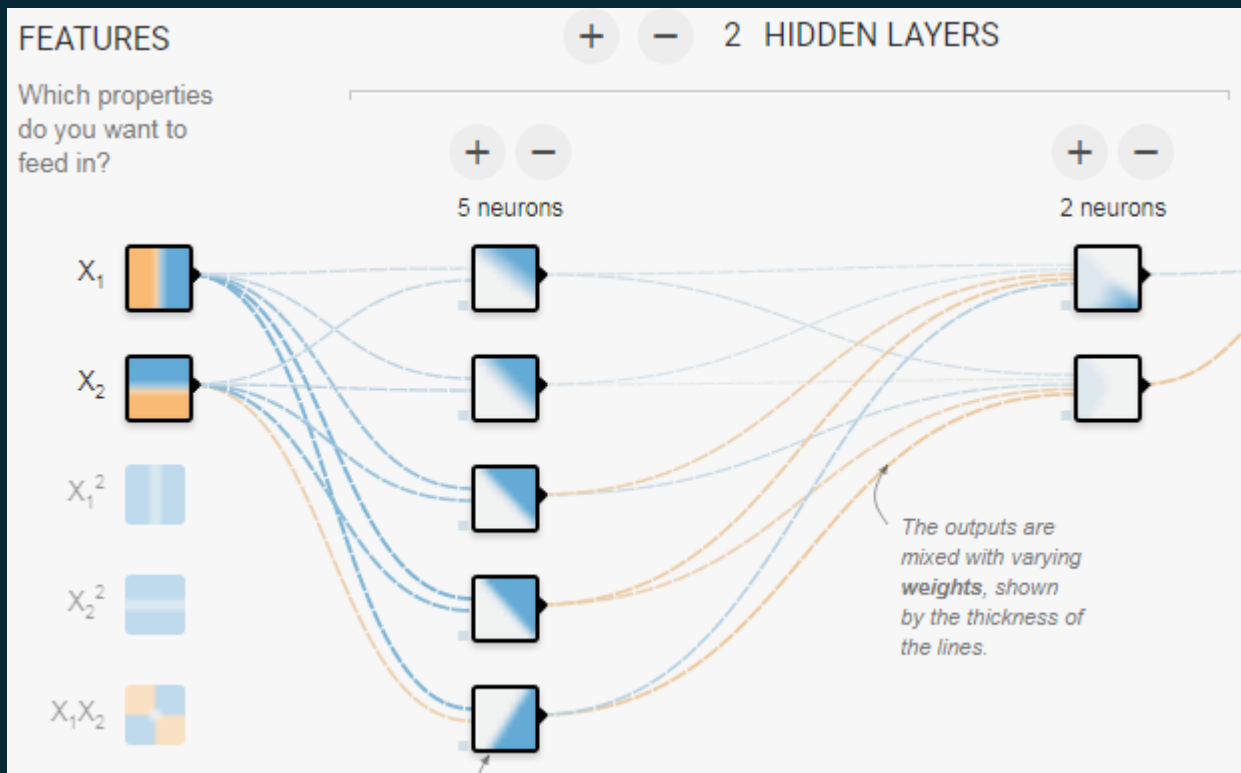 FEATURES
+ − 2 HIDDEN LAYERS
Which properties
do you want to
feed in?
+ − + −
5 neurons 2 neurons
X₁
X₂
X₁²
X₂²
X₁X₂
The outputs are
mixed with varying
weights, shown
by the thickness of
the lines.